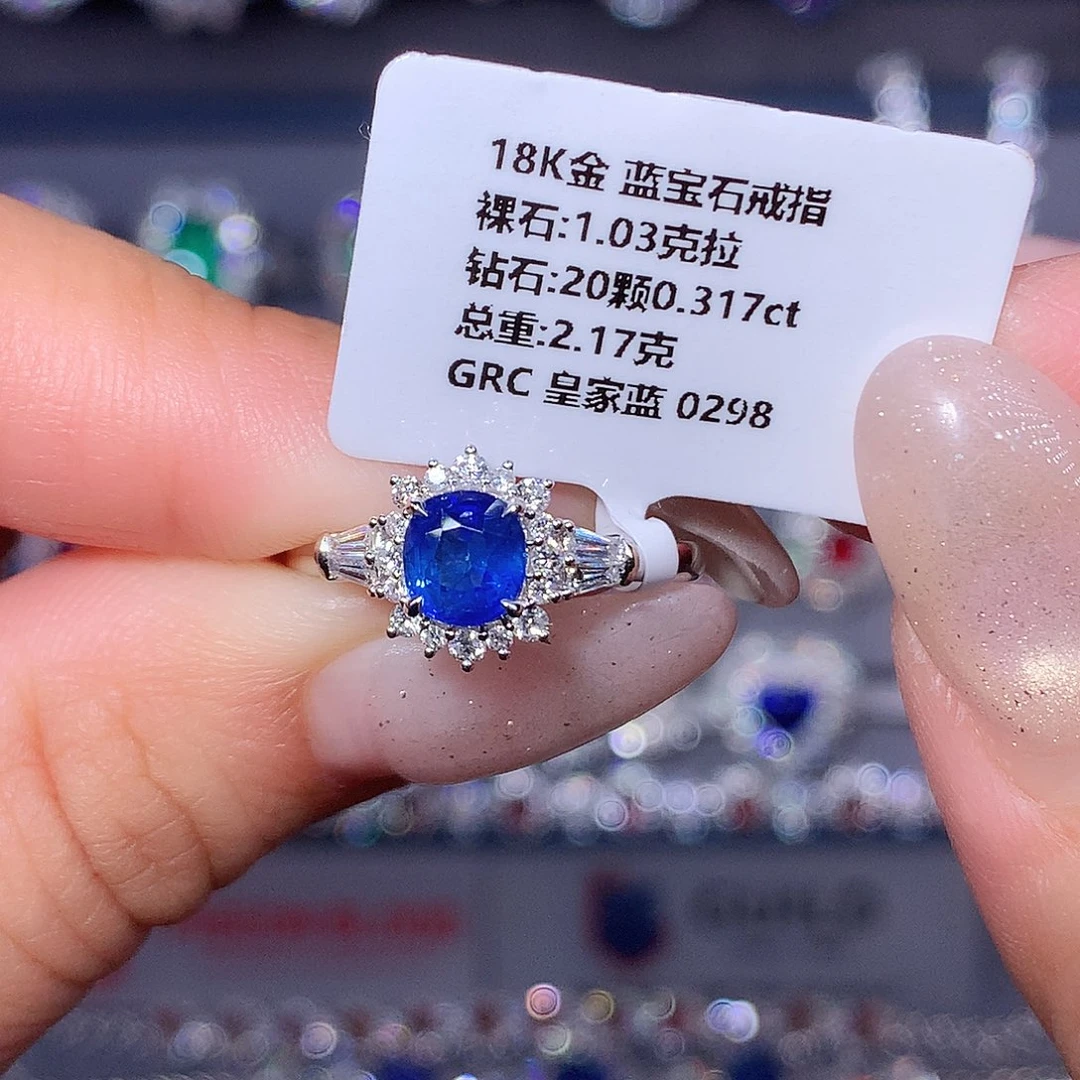 18K金 蓝宝石戒指
裸石:1.03克拉
钻石:20颗0.317ct
总重:2.17克
GRC 皇家蓝 0298